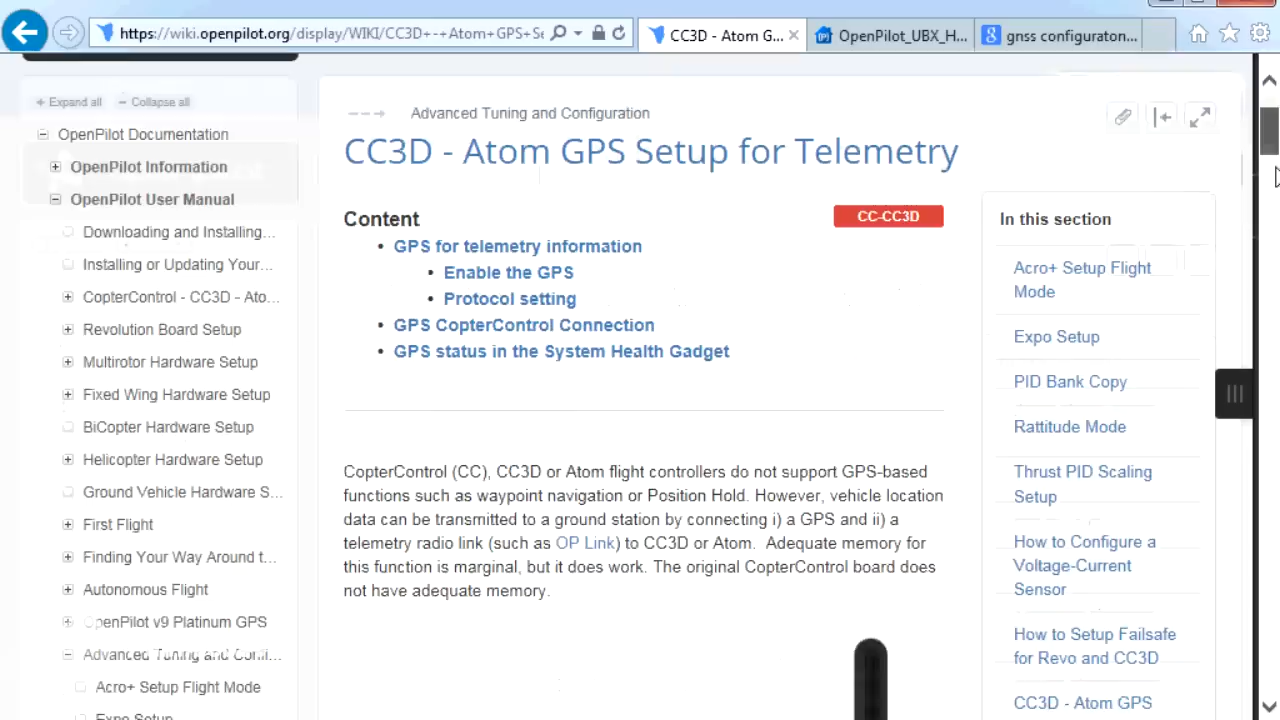 https://wiki.openpilot.org/display/WIKI/CC3D+-+Atom+GPS+Se
CC3D - Atom G...
OpenPilot_UBX_H...
gnss configuraton...
Expand all
Collapse all
OpenPilot Documentation
OpenPilot Information
OpenPilot User Manual
Downloading and Installing...
Installing or Updating Your...
CopterControl - CC3D - Ato...
Revolution Board Setup
Multirotor Hardware Setup
Fixed Wing Hardware Setup
BiCopter Hardware Setup
Helicopter Hardware Setup
Ground Vehicle Hardware S...
First Flight
Finding Your Way Around t...
Autonomous Flight
OpenPilot v9 Platinum GPS
Advanced Tuning and Confi...
Acro+ Setup Flight Mode
Expo Setup
Advanced Tuning and Configuration
CC3D - Atom GPS Setup for Telemetry
CC-CC3D
Content
• GPS for telemetry information
• Enable the GPS
• Protocol setting
• GPS CopterControl Connection
• GPS status in the System Health Gadget
CopterControl (CC), CC3D or Atom flight controllers do not support GPS-based
functions such as waypoint navigation or Position Hold. However, vehicle location
data can be transmitted to a ground station by connecting i) a GPS and ii) a
telemetry radio link (such as OP Link) to CC3D or Atom. Adequate memory for
this function is marginal, but it does work. The original CopterControl board does
not have adequate memory.
In this section
Acro+ Setup Flight
Mode
Expo Setup
PID Bank Copy
Rattitude Mode
Thrust PID Scaling
Setup
How to Configure a
Voltage-Current
Sensor
How to Setup Failsafe
for Revo and CC3D
CC3D - Atom GPS